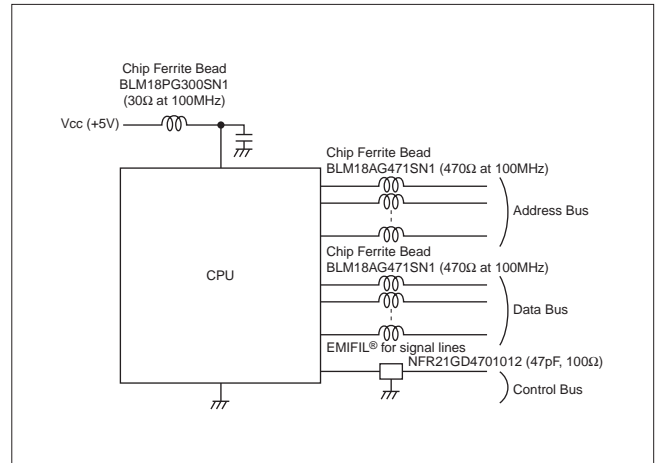 Chip Ferrite Bead
BLM18PG300SN1
(30Ω at 100MHz)
Vcc (+5V)
Chip Ferrite Bead
BLM18AG471SN1 (470Ω at 100MHz)
Address Bus
Chip Ferrite Bead
BLM18AG471SN1 (470Ω at 100MHz)
CPU
Data Bus
EMIFIL® for signal lines
NFR21GD4701012 (47pF, 100Ω)
Control Bus